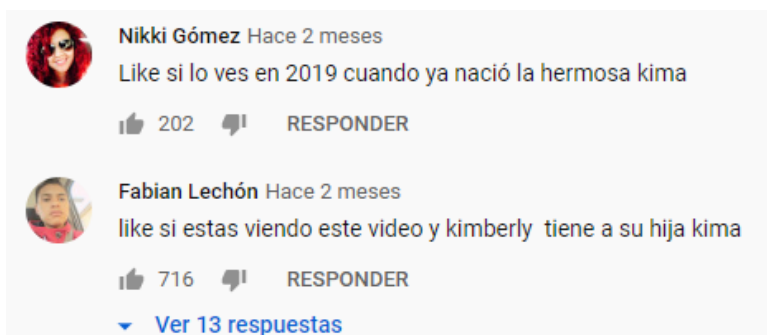 Nikki Gómez Hace 2 meses
Like si lo ves en 2019 cuando ya nació la hermosa kima
202 RESPONDER
Fabian Lechón Hace 2 meses
like si estas viendo este video y kimberly tiene a su hija kima
716 RESPONDER
Ver 13 respuestas